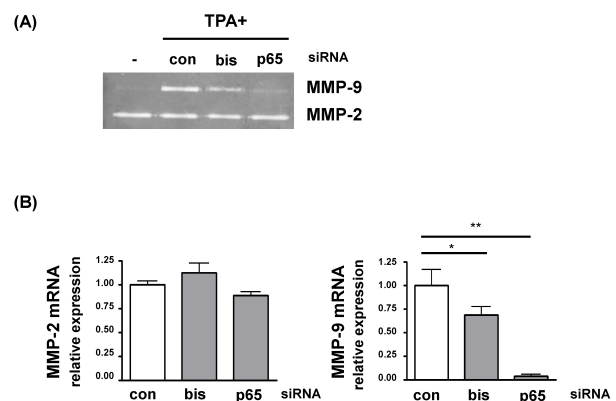 (A)
TPA+
- con bis p65 siRNA
MMP-9
MMP-2
(B)
MMP-2 mRNA
relative expression
1.25
1.00
0.75
0.50
0.25
0.00
con bis p65 siRNA
MMP-9 mRNA
relative expression
1.25
1.00
0.75
0.50
0.25
0.00
**
*
con bis p65 siRNA